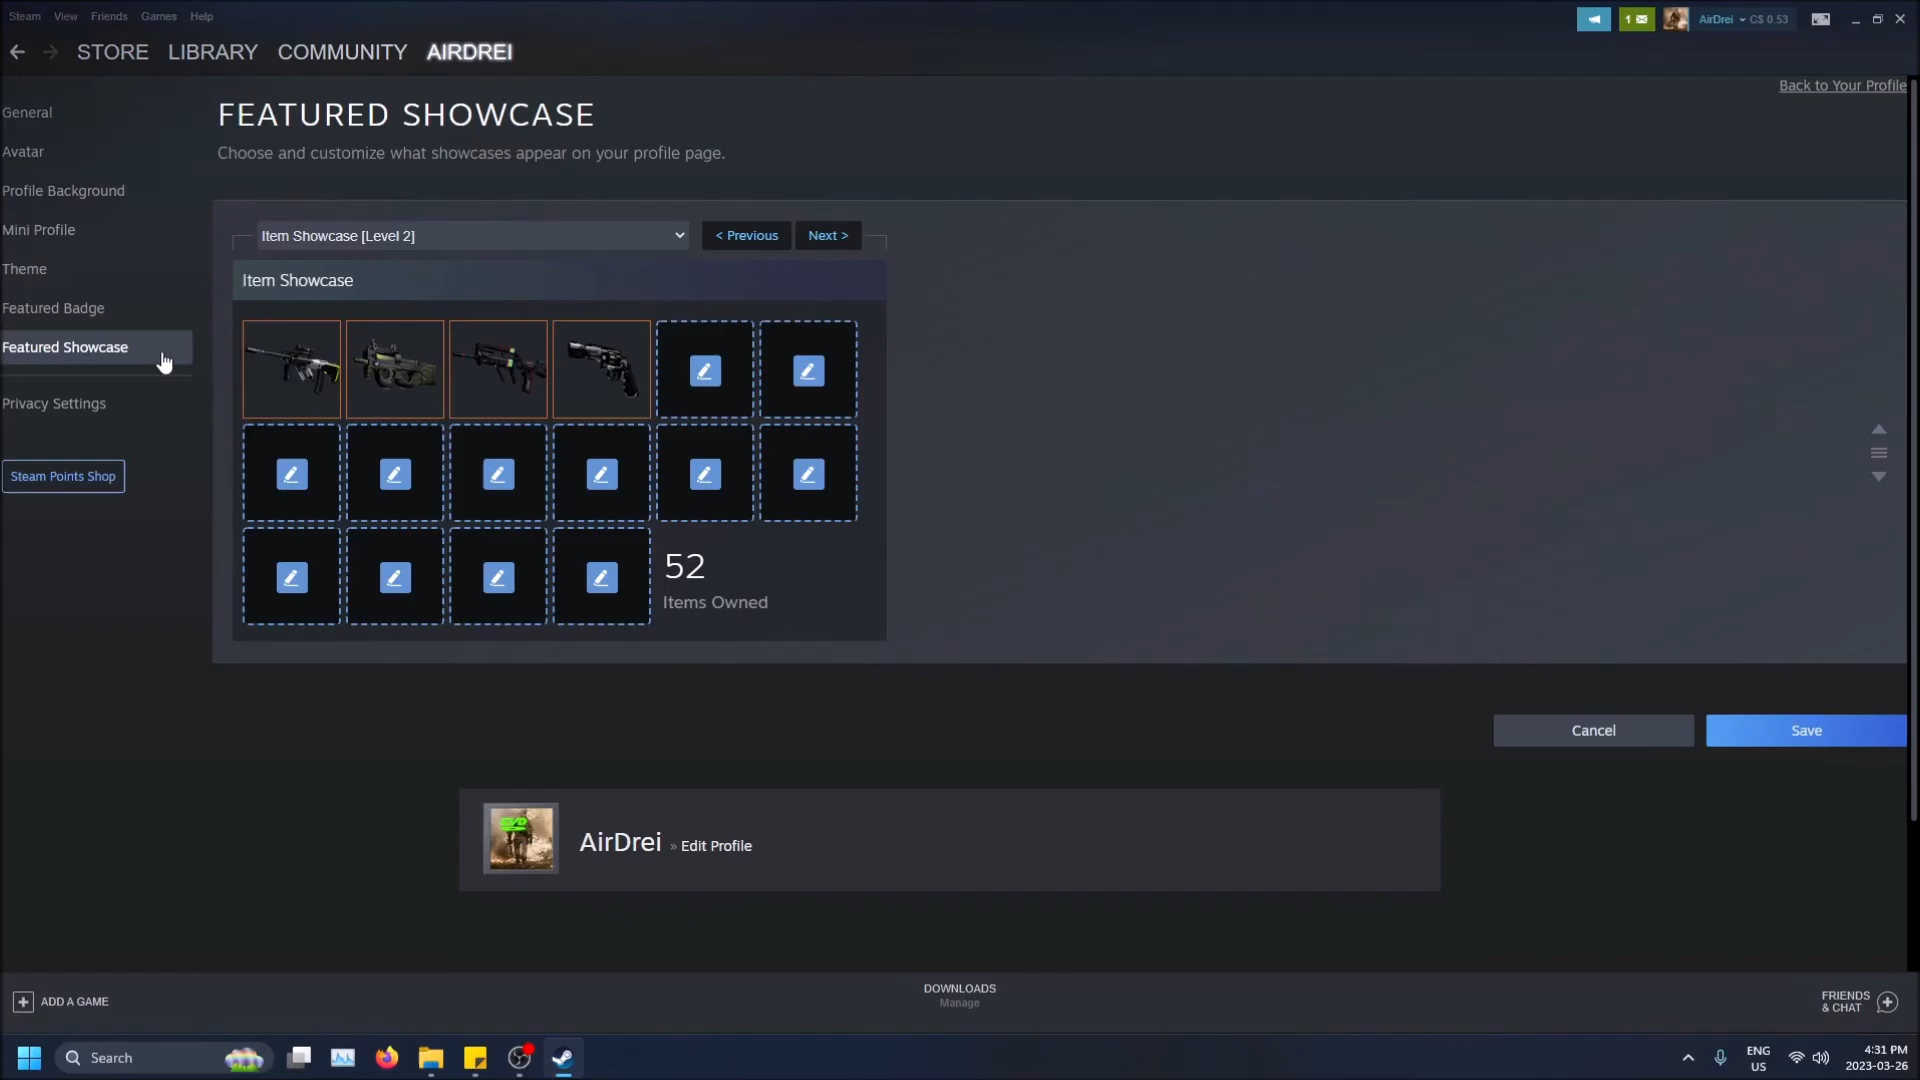 Steam View Friends Games Help
1
AirDrei C$ 0.53
STORE LIBRARY COMMUNITY AIRDREI
Back to Your Profile
General
Avatar
Profile Background
Mini Profile
Theme
Featured Badge
Featured Showcase
Privacy Settings
Steam Points Shop
FEATURED SHOWCASE
Choose and customize what showcases appear on your profile page.
Item Showcase [Level 2]
< Previous
Next >
Item Showcase
52
Items Owned
Cancel
Save
AirDrei » Edit Profile
ADD A GAME
DOWNLOADS
Manage
FRIENDS
& CHAT
Search
ENG
US
4:31 PM
2023-03-26